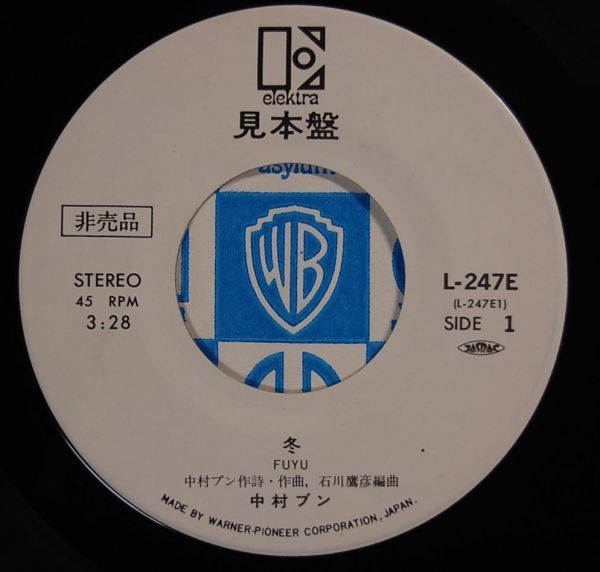 elektra
見本盤
asylum
非売品
WB
STEREO
45 RPM
3:28
L-247E
(L-247E1)
SIDE 1
JASRAC
冬
FUYU
中村ブン作詩・作曲, 石川鷹彦編曲
中村ブン
MADE BY WARNER-PIONEER CORPORATION, JAPAN.